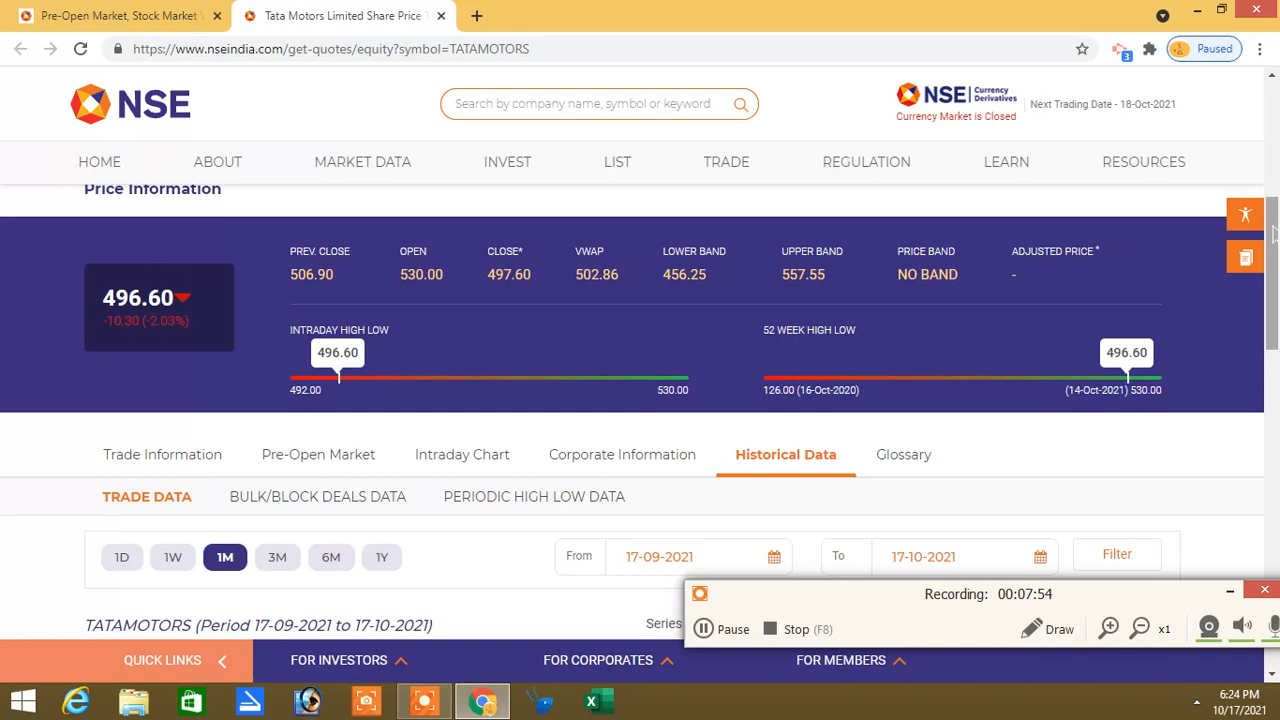 Pre-Open Market, Stock Market
Tata Motors Limited Share Price
https://www.nseindia.com/get-quotes/equity?symbol=TATAMOTORS
3
Paused
NSE
Search by company name, symbol or keyword
NSE Currency Derivatives
Currency Market is Closed
Next Trading Date - 18-Oct-2021
HOME ABOUT MARKET DATA INVEST LIST TRADE REGULATION LEARN RESOURCES
Price Information
496.60
-10.30 (-2.03%)
PREV. CLOSE OPEN CLOSE* VWAP LOWER BAND UPPER BAND PRICE BAND ADJUSTED PRICE*
506.90 530.00 497.60 502.86 456.25 557.55 NO BAND -
INTRADAY HIGH LOW 52 WEEK HIGH LOW
496.60 496.60
492.00 530.00 126.00 (16-Oct-2020) (14-Oct-2021) 530.00
Trade Information Pre-Open Market Intraday Chart Corporate Information Historical Data Glossary
TRADE DATA BULK/BLOCK DEALS DATA PERIODIC HIGH LOW DATA
1D 1W 1M 3M 6M 1Y From 17-09-2021 To 17-10-2021 Filter
TATAMOTORS (Period 17-09-2021 to 17-10-2021) Series
Recording: 00:07:54
Pause Stop (F8) Draw x1
QUICK LINKS FOR INVESTORS FOR CORPORATES FOR MEMBERS
6:24 PM
10/17/2021